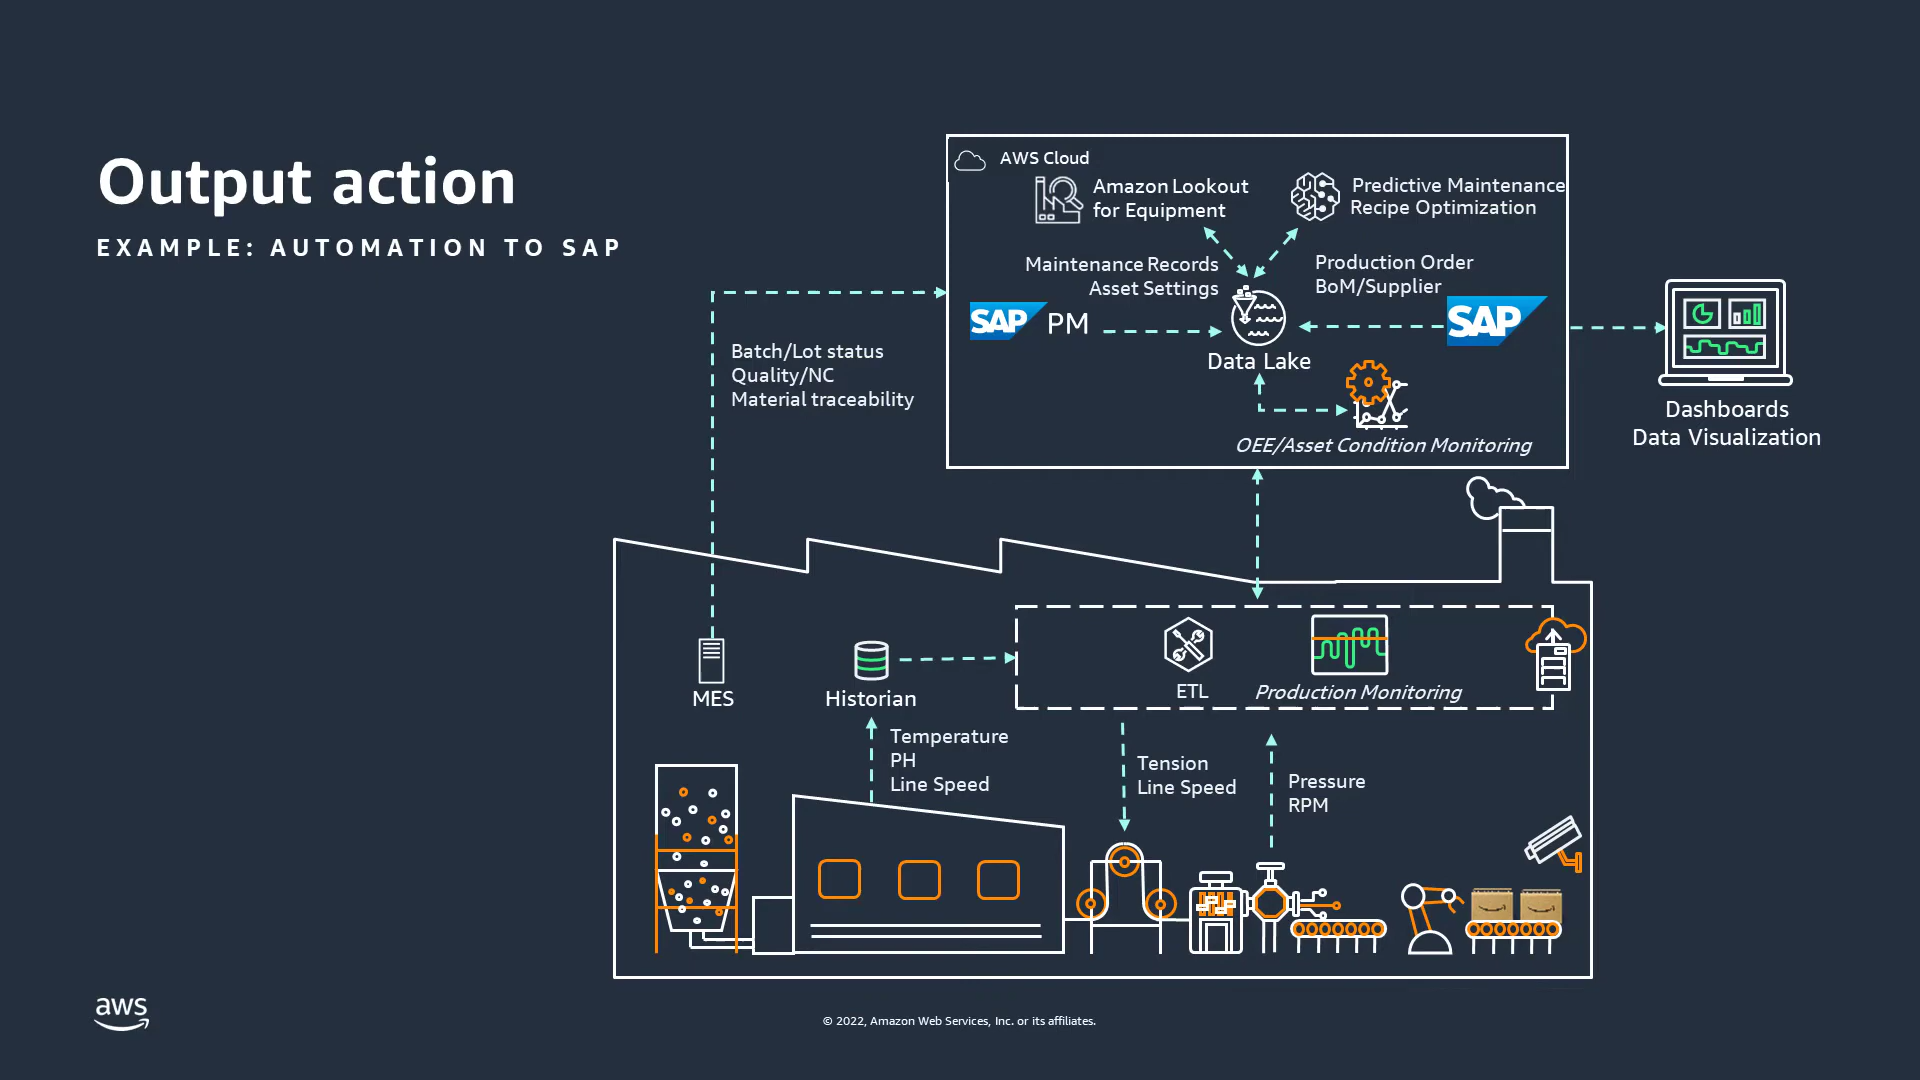 Output action
EXAMPLE: AUTOMATION TO SAP
AWS Cloud
Amazon Lookout
for Equipment
Predictive Maintenance
Recipe Optimization
Maintenance Records
Asset Settings
Production Order
BoM/Supplier
SAP PM
SAP
Data Lake
OEE/Asset Condition Monitoring
Dashboards
Data Visualization
Batch/Lot status
Quality/NC
Material traceability
MES
Historian
ETL
Production Monitoring
Temperature
PH
Line Speed
Tension
Line Speed
Pressure
RPM
aws
© 2022, Amazon Web Services, Inc. or its affiliates.